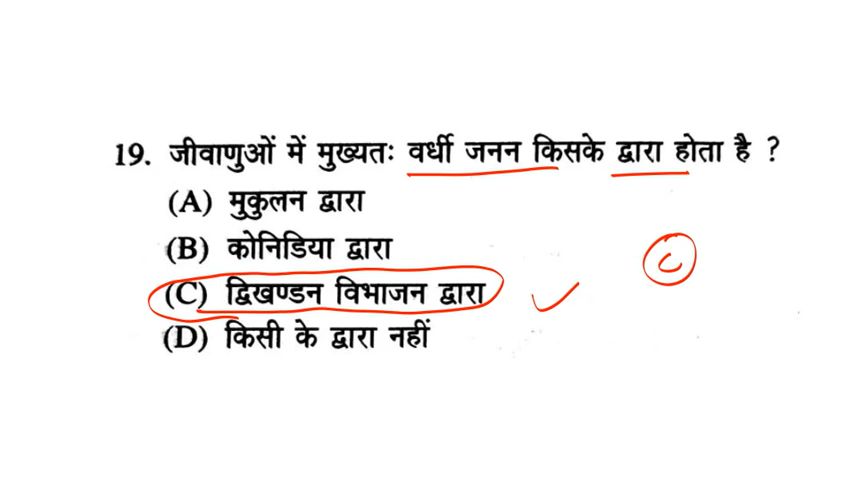 19. जीवाणुओं में मुख्यतः वर्धी जनन किसके द्वारा होता है ?
(A) मुकुलन द्वारा
(B) कोनिडिया द्वारा
C
(C) द्विखण्डन विभाजन द्वारा
(D) किसी के द्वारा नहीं